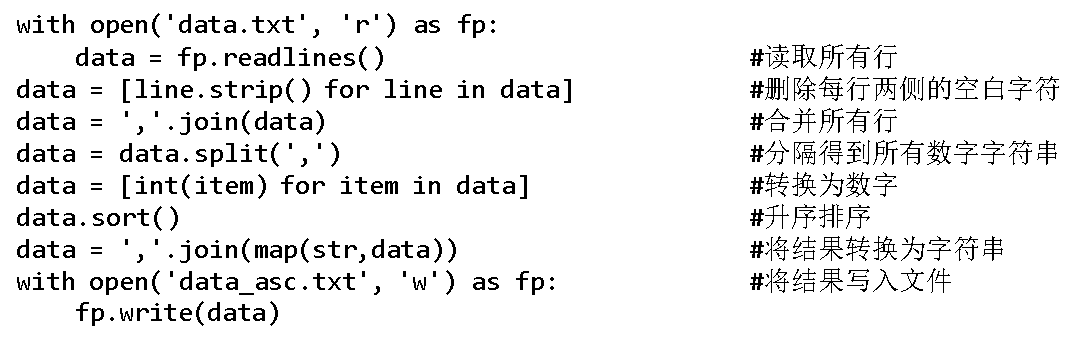 with open('data.txt', 'r') as fp:
    data = fp.readlines() #读取所有行
data = [line.strip() for line in data] #删除每行两侧的空白字符
data = ','.join(data) #合并所有行
data = data.split(',') #分隔得到所有数字字符串
data = [int(item) for item in data] #转换为数字
data.sort() #升序排序
data = ','.join(map(str,data)) #将结果转换为字符串
with open('data_asc.txt', 'w') as fp: #将结果写入文件
    fp.write(data)